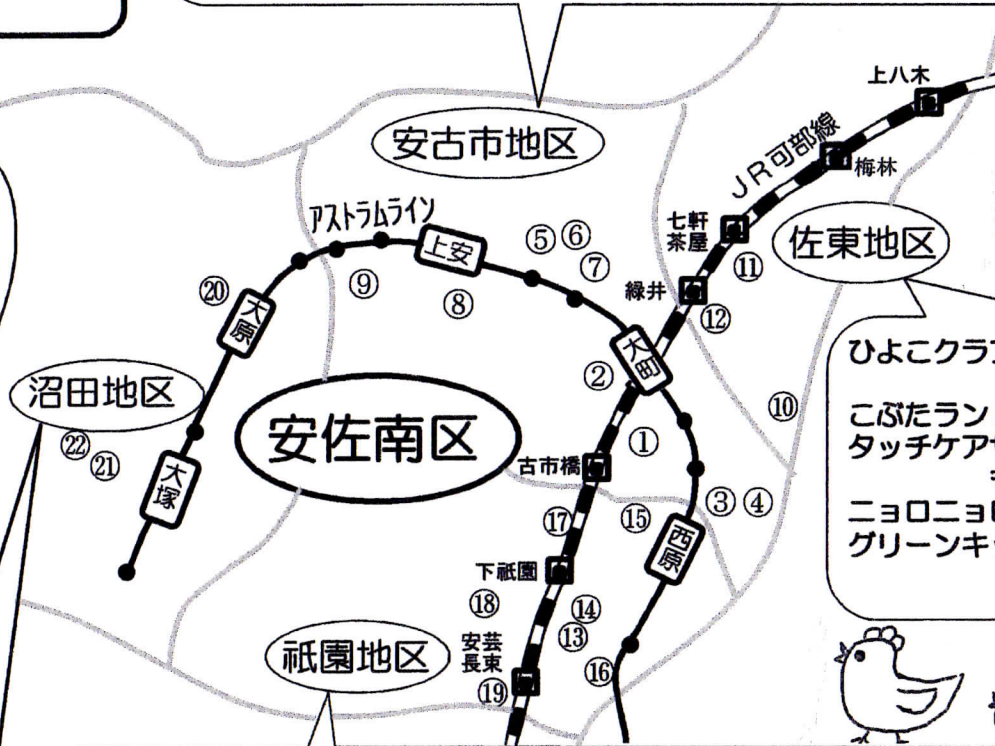 上八木
安古市地区
JR可部線
梅林
アストラムライン
七軒
茶屋
佐東地区
上安
⑤
⑥
⑦
⑪
⑨
⑳
⑧
緑井
⑫
大原
大町
ひよこクラ
②
沼田地区
⑩
こぶたラン
安佐南区
①
タッチケア
㉒
㉑
古市橋
大塚
③
④
⑰
⑮
ニョロニョ
西原
グリーンキ
下祇園
⑱
⑭
⑬
安芸
長束
祇園地区
⑯
⑲